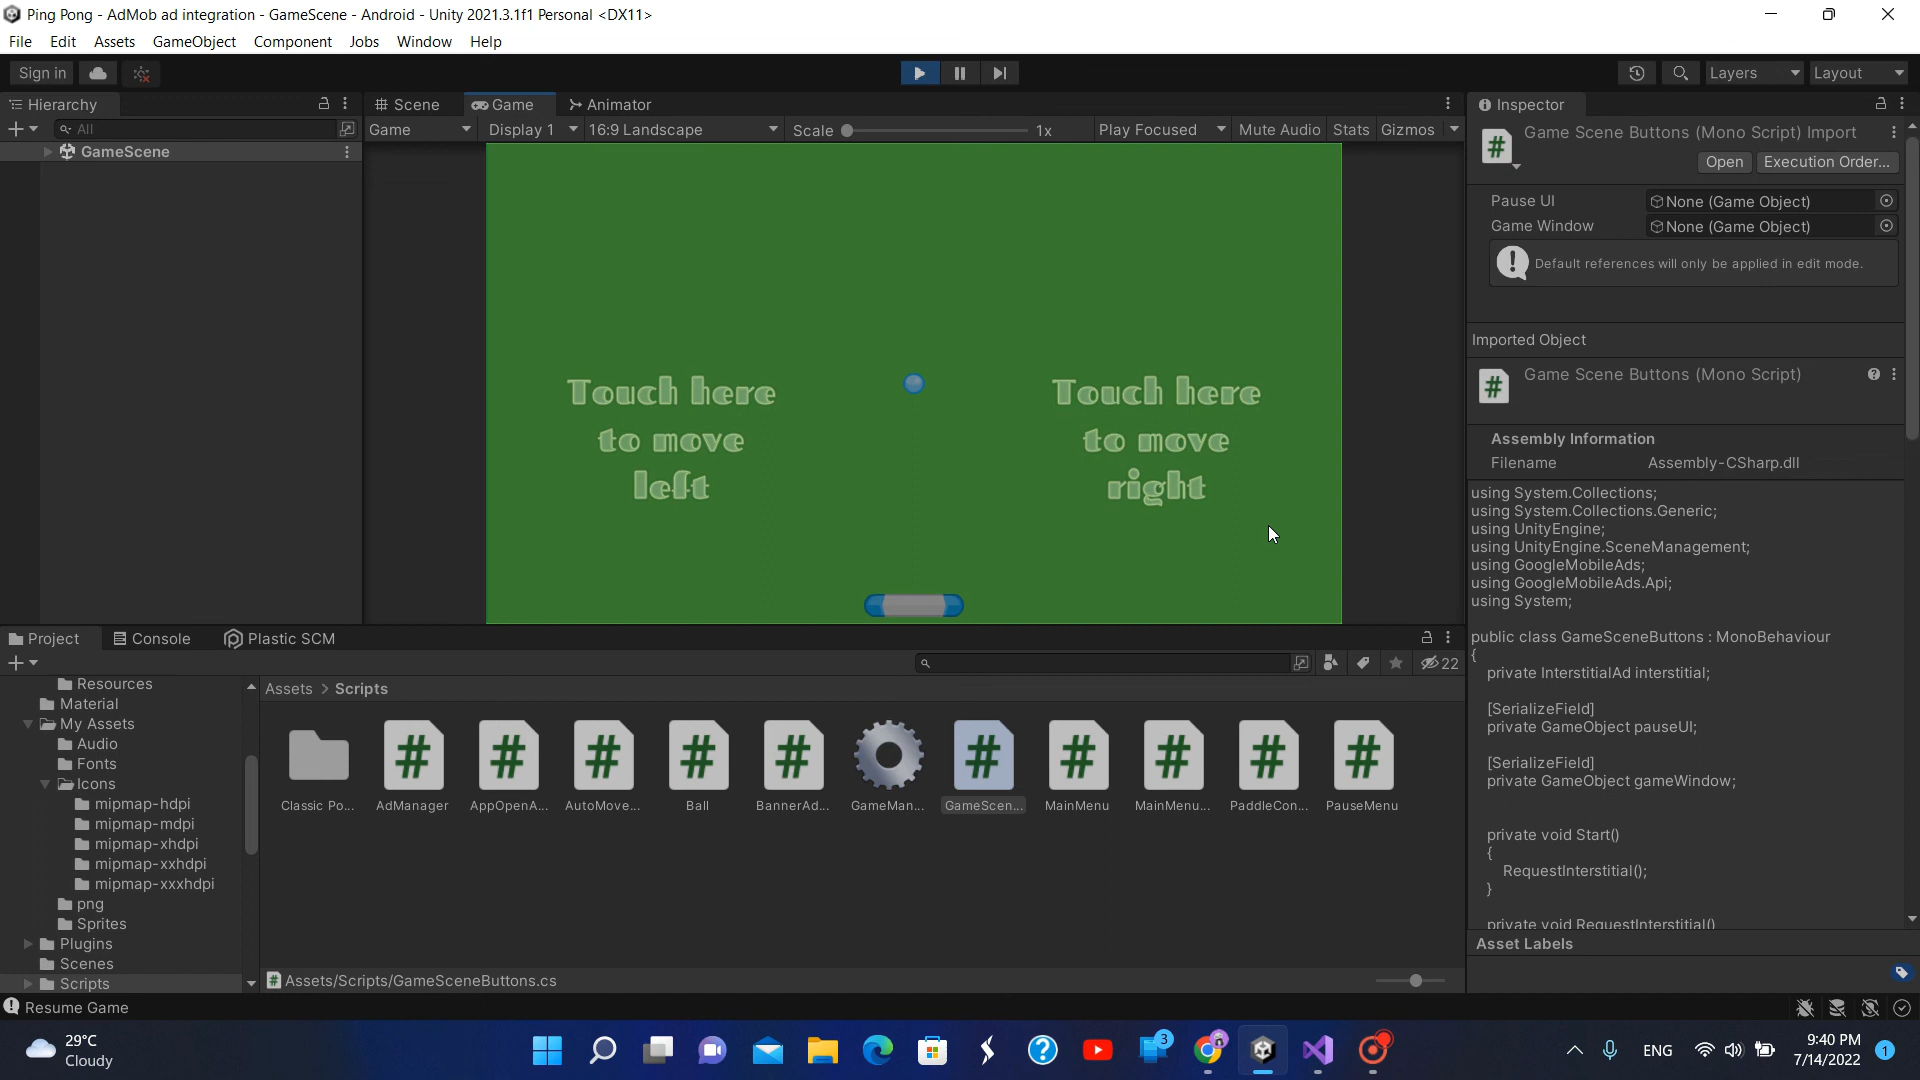 Ping Pong - AdMob ad integration - GameScene - Android - Unity 2021.3.1f1 Personal <DX11>
File Edit Assets GameObject Component Jobs Window Help
Sign in
Layers
Layout
Hierarchy
All
GameScene
Scene
Game
Animator
Game
Display 1
16:9 Landscape
Scale
1x
Play Focused
Mute Audio
Stats
Gizmos
Touch here
to move
left
Touch here
to move
right
Inspector
Game Scene Buttons (Mono Script) Import
Open
Execution Order...
Pause UI
None (Game Object)
Game Window
None (Game Object)
Default references will only be applied in edit mode.
Imported Object
Game Scene Buttons (Mono Script)
Assembly Information
Filename
Assembly-CSharp.dll
using System.Collections;
using System.Collections.Generic;
using UnityEngine;
using UnityEngine.SceneManagement;
using GoogleMobileAds;
using GoogleMobileAds.Api;
using System;
public class GameSceneButtons : MonoBehaviour
{
private InterstitialAd interstitial;
[SerializeField]
private GameObject pauseUI;
[SerializeField]
private GameObject gameWindow;
private void Start()
{
RequestInterstitial();
}
private void RequestInterstitial()
Asset Labels
Project
Console
Plastic SCM
22
Resources
Material
My Assets
Audio
Fonts
Icons
mipmap-hdpi
mipmap-mdpi
mipmap-xhdpi
mipmap-xxhdpi
mipmap-xxxhdpi
png
Sprites
Plugins
Scenes
Scripts
Assets > Scripts
Classic Po...
AdManager
AppOpenA...
AutoMove...
Ball
BannerAd...
GameMan...
GameScen...
MainMenu
MainMenu...
PaddleCon...
PauseMenu
Assets/Scripts/GameSceneButtons.cs
Resume Game
29°C
Cloudy
3
ENG
9:40 PM
7/14/2022
1